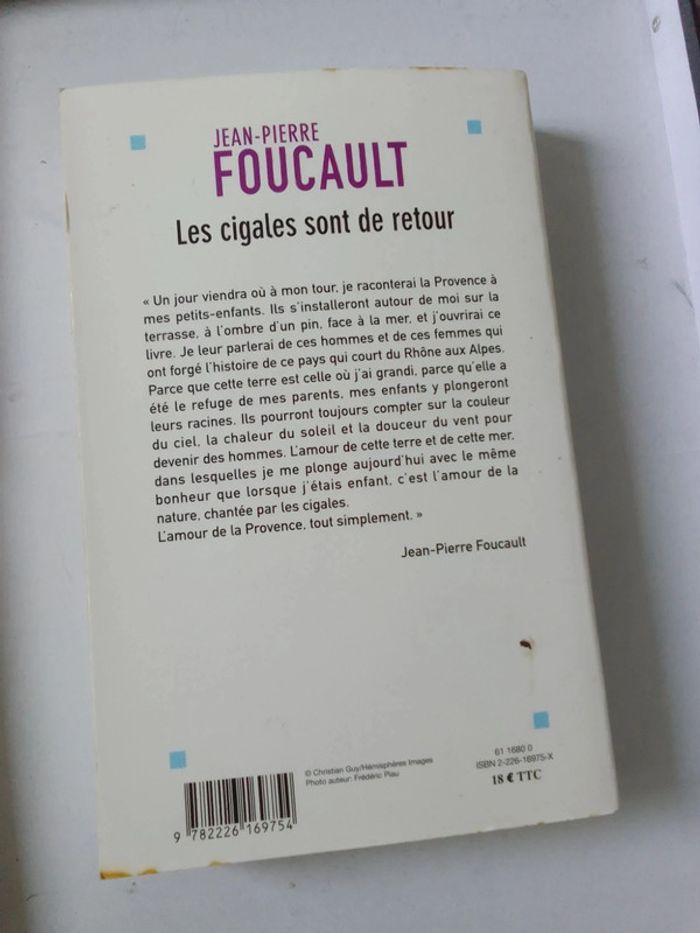 JEAN-PIERRE
FOUCAULT
Les cigales sont de retour
« Un jour viendra où à mon tour, je raconterai la Provence à
mes petits-enfants. Ils s'installeront autour de moi sur la
terrasse, à l'ombre d'un pin, face à la mer, et j'ouvrirai ce
livre. Je leur parlerai de ces hommes et de ces femmes qui
ont forgé l'histoire de ce pays qui court du Rhône aux Alpes.
Parce que cette terre est celle où j'ai grandi, parce qu'elle a
été le refuge de mes parents, mes enfants y plongeront
leurs racines. Ils pourront toujours compter sur la couleur
du ciel, la chaleur du soleil et la douceur du vent pour
devenir des hommes. L'amour de cette terre et de cette mer,
dans lesquelles je me plonge aujourd'hui avec le même
bonheur que lorsque j'étais enfant, c'est l'amour de la
nature, chantée par les cigales.
L'amour de la Provence, tout simplement. »
Jean-Pierre Foucault
© Christian Guy/Hémisphères Images
Photo auteur: Frédéric Piau
61 1680 0
ISBN 2-226-16975-X
18 € TTC
9 782226 169754